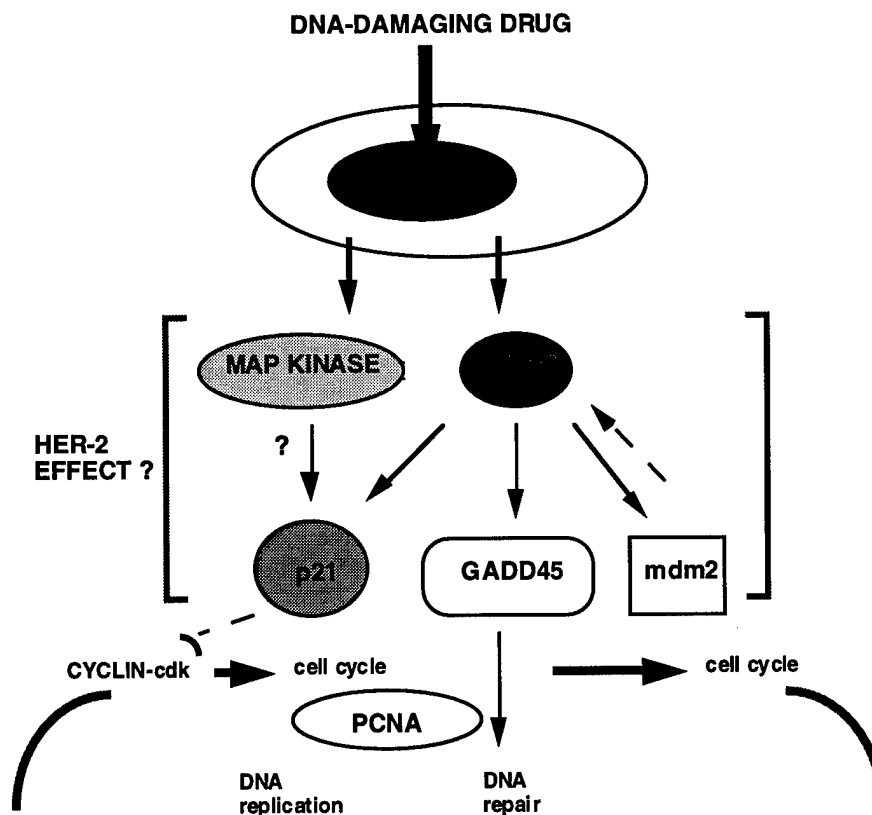 DNA-DAMAGING DRUG
MAP KINASE
HER-2
EFFECT ?
?
p21
GADD45
mdm2
CYCLIN-cdk
cell cycle
cell cycle
PCNA
DNA
replication
DNA
repair